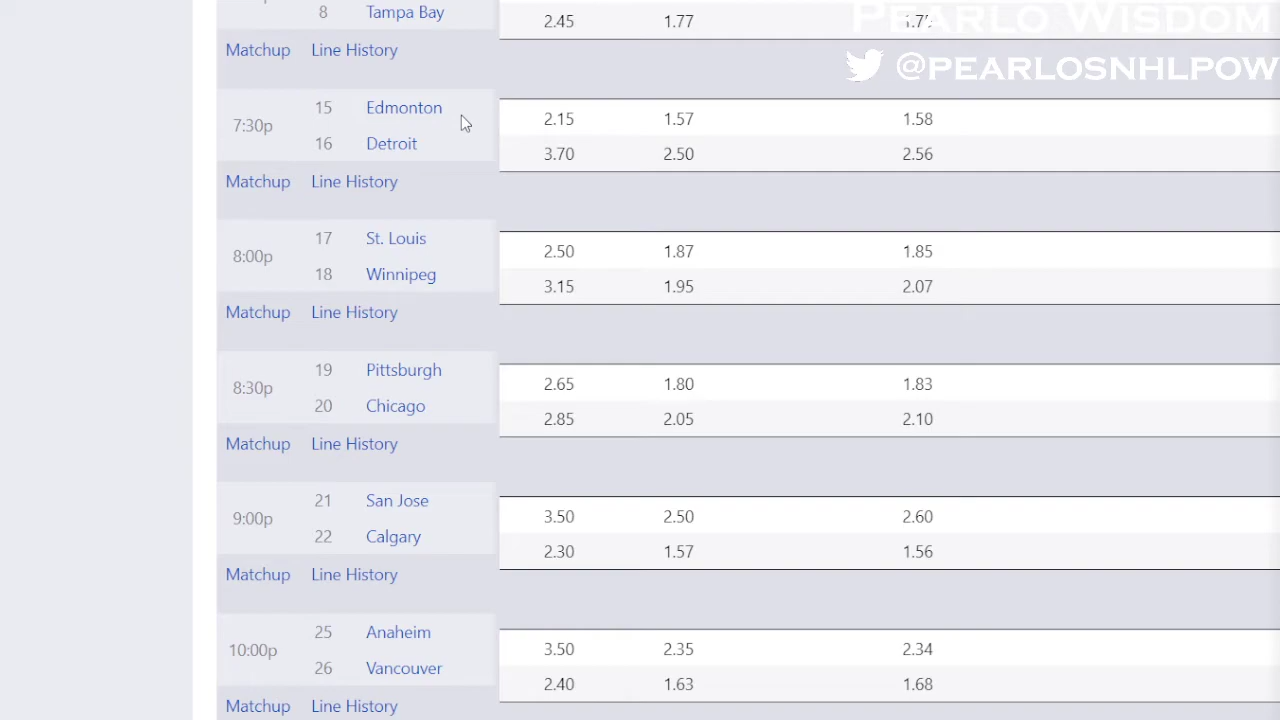 PEARLO WISDOM
@PEARLOSNHLPOW
8 Tampa Bay 2.45 1.77
Matchup Line History
7:30p
15 Edmonton 2.15 1.57 1.58
16 Detroit 3.70 2.50 2.56
Matchup Line History
8:00p
17 St. Louis 2.50 1.87 1.85
18 Winnipeg 3.15 1.95 2.07
Matchup Line History
8:30p
19 Pittsburgh 2.65 1.80 1.83
20 Chicago 2.85 2.05 2.10
Matchup Line History
9:00p
21 San Jose 3.50 2.50 2.60
22 Calgary 2.30 1.57 1.56
Matchup Line History
10:00p
25 Anaheim 3.50 2.35 2.34
26 Vancouver 2.40 1.63 1.68
Matchup Line History